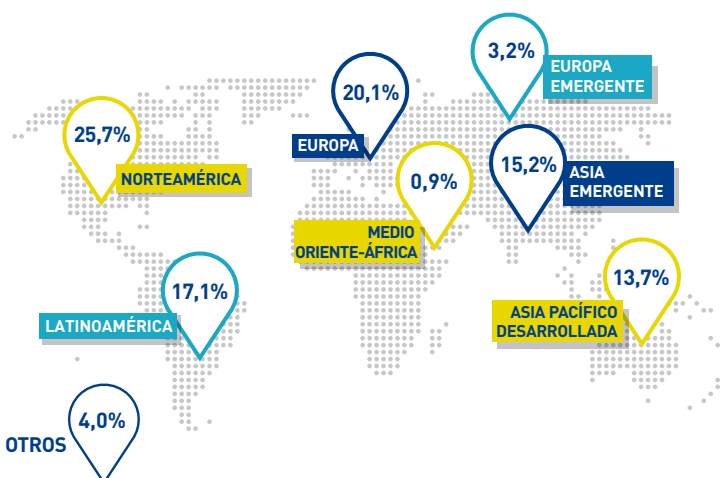 3,2%
EUROPA
EMERGENTE
20,1%
EUROPA
25,7%
NORTEAMÉRICA
0,9%
MEDIO
ORIENTE-ÁFRICA
15,2%
ASIA
EMERGENTE
17,1%
LATINOAMÉRICA
13,7%
ASIA PACÍFICO
DESARROLLADA
4,0%
OTROS